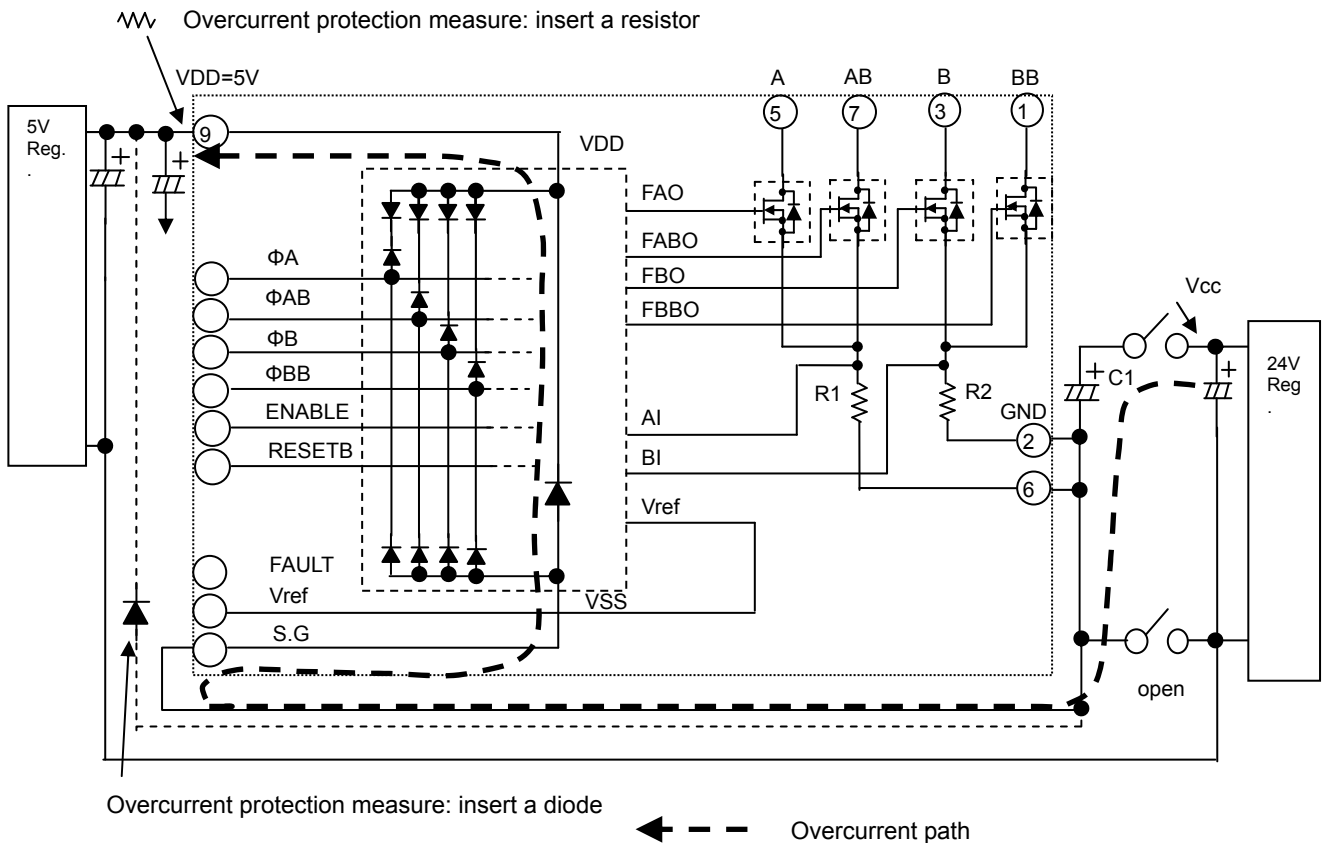 Overcurrent protection measure: insert a resistor
VDD=5V
A
AB
B
BB
5
7
3
1
5V
Reg.
.
9
VDD
FAO
FABO
FBO
FBBO
ΦA
ΦAB
ΦB
ΦBB
ENABLE
RESETB
Vcc
24V
Reg
.
+
+
+
+
C1
R1
R2
GND
2
AI
BI
6
Vref
FAULT
Vref
VSS
S.G
open
Overcurrent protection measure: insert a diode
Overcurrent path